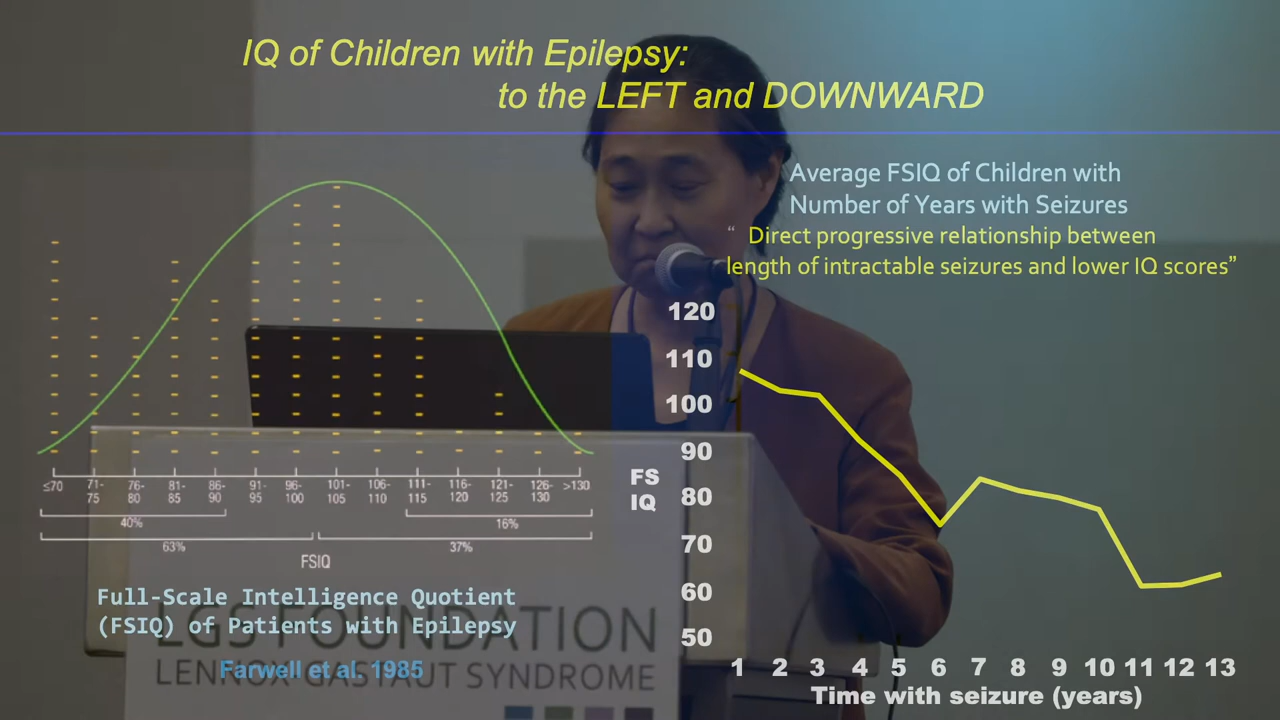 IQ of Children with Epilepsy:
to the LEFT and DOWNWARD
Average FSIQ of Children with
Number of Years with Seizures
“ Direct progressive relationship between
length of intractable seizures and lower IQ scores”
≤70 71-75 76-80 81-85 86-90 91-95 96-100 101-105 106-110 111-115 116-120 121-125 126-130 >130
40% 16%
63% 37%
FSIQ
Full-Scale Intelligence Quotient
(FSIQ) of Patients with Epilepsy
Farwell et al. 1985
LGS FOUNDATION
LENNOX-GASTAUT SYNDROME
120
110
100
90
FS
IQ
80
70
60
50
1 2 3 4 5 6 7 8 9 10 11 12 13
Time with seizure (years)